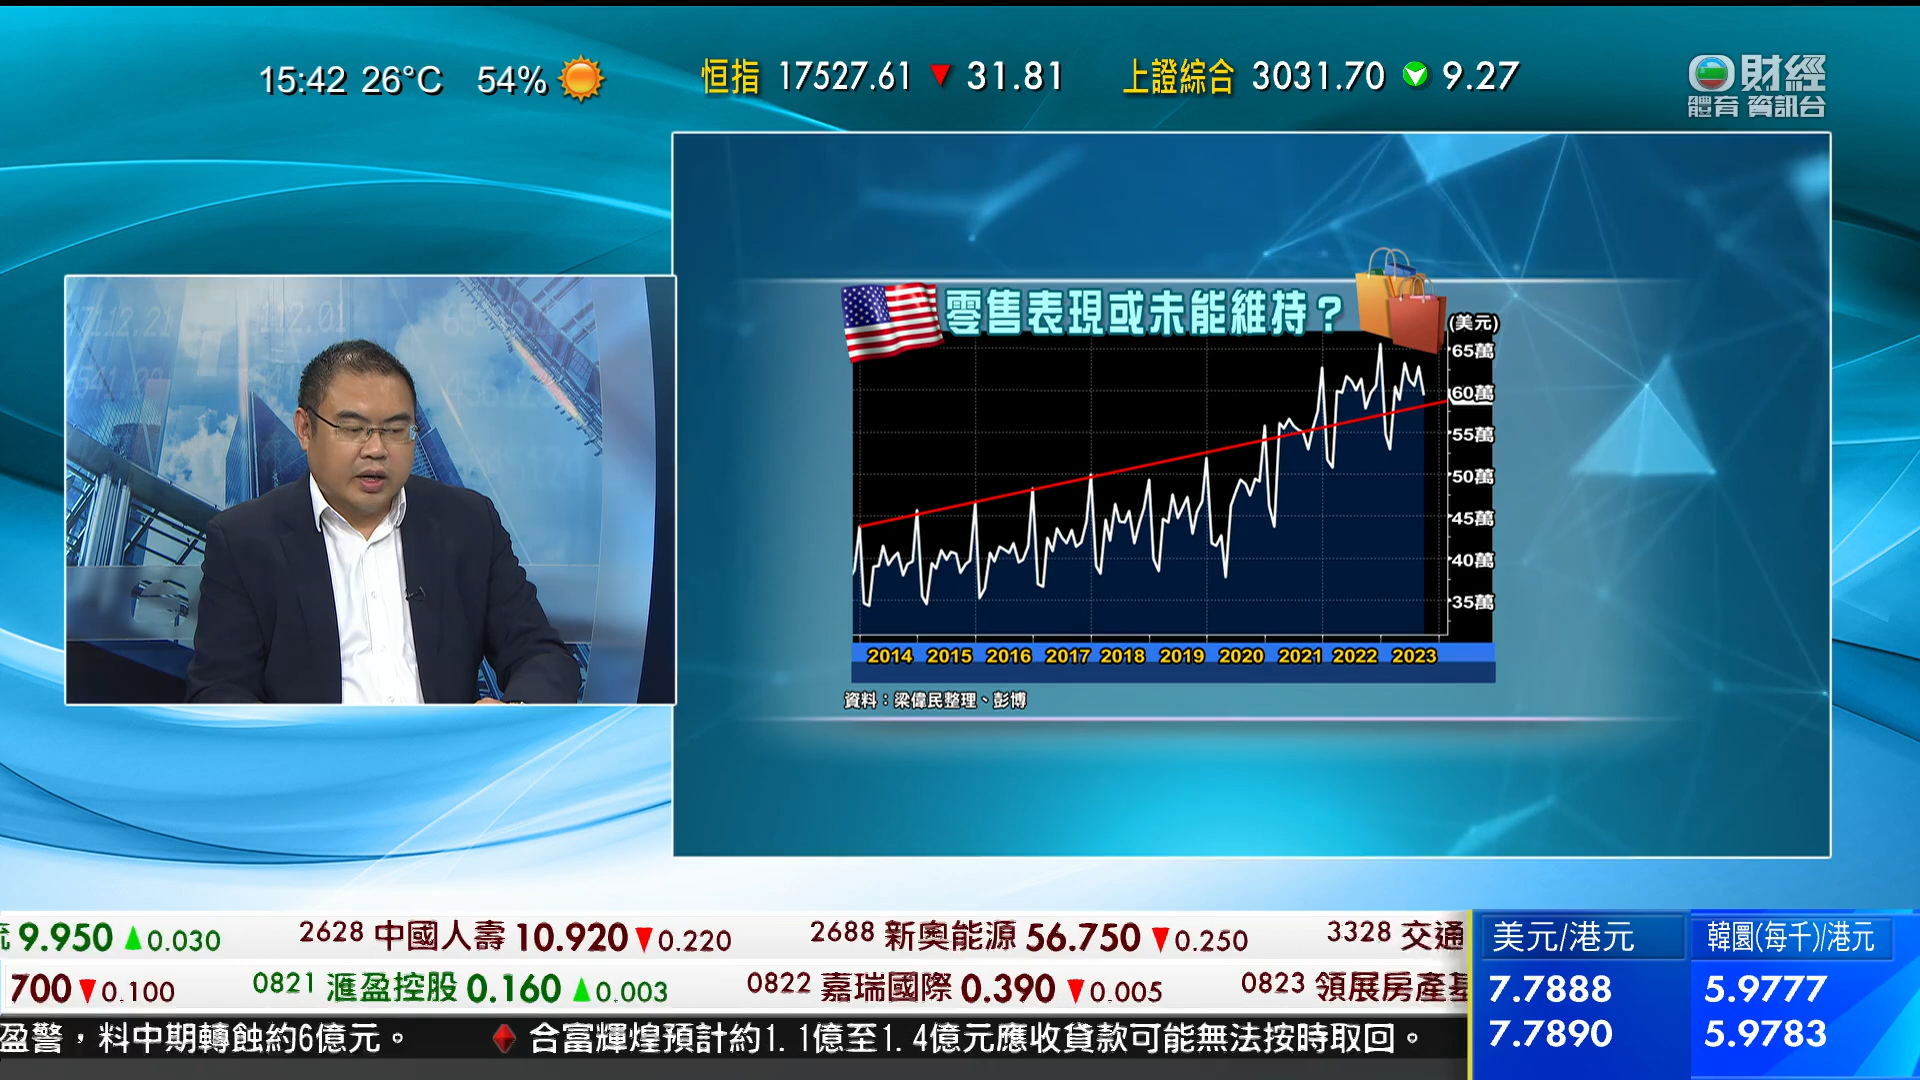 15:42 26°C 54%
恒指 17527.61 ▼ 31.81 上證綜合 3031.70 9.27
財經
體育 資訊台
零售表現或未能維持？
(美元)
65萬
60萬
55萬
50萬
45萬
40萬
35萬
2014 2015 2016 2017 2018 2019 2020 2021 2022 2023
資料：梁偉民整理、彭博
112.01
9.950 ▲ 0.030 2628 中國人壽 10.920 ▼ 0.220 2688 新奧能源 56.750 ▼ 0.250 3328 交通
700 ▼ 0.100 0821 滙盈控股 0.160 ▲ 0.003 0822 嘉瑞國際 0.390 ▼ 0.005 0823 領展房產基
盈警，料中期轉蝕約6億元。 ♦ 合富輝煌預計約1.1億至1.4億元應收貸款可能無法按時取回。
美元/港元
7.7888
7.7890
韓圜(每千)/港元
5.9777
5.9783